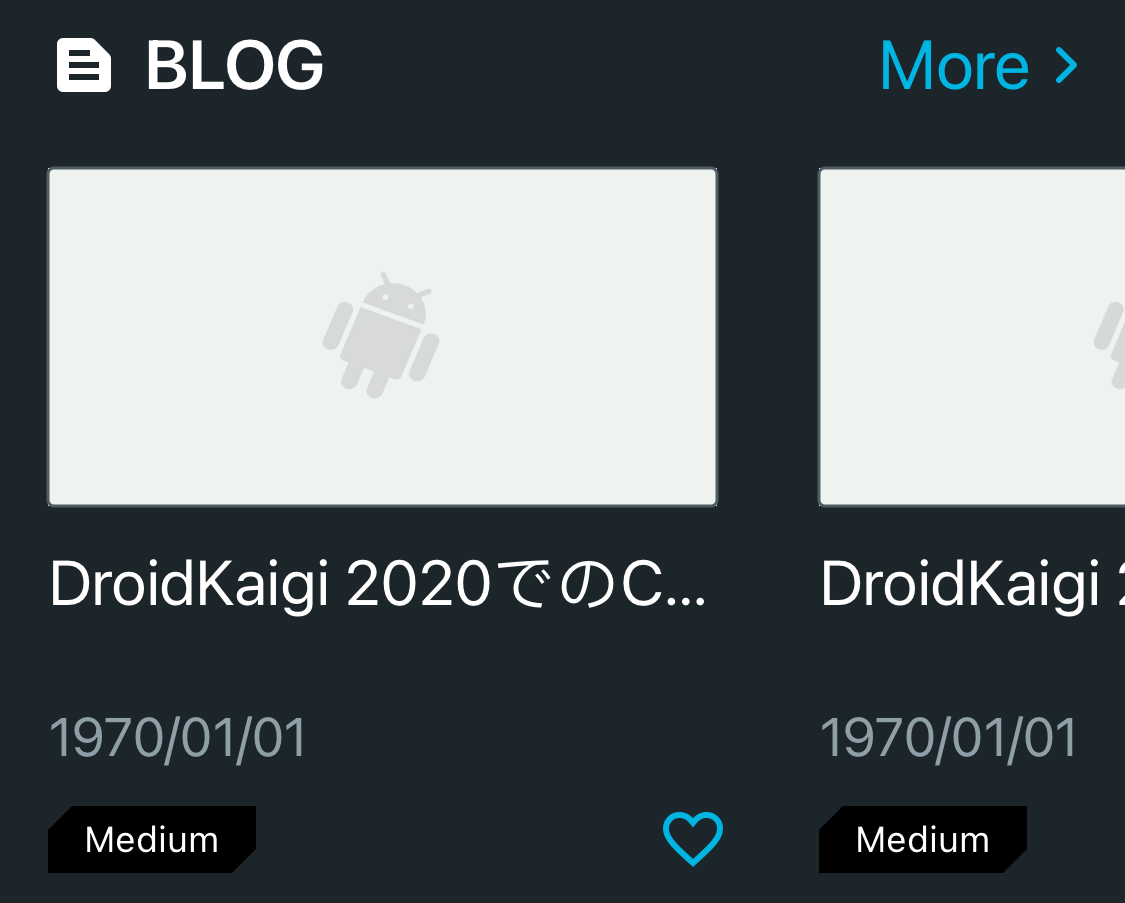 BLOG
More
DroidKaigi 2020でのC...
1970/01/01
Medium
DroidKaigi
1970/01/01
Medium